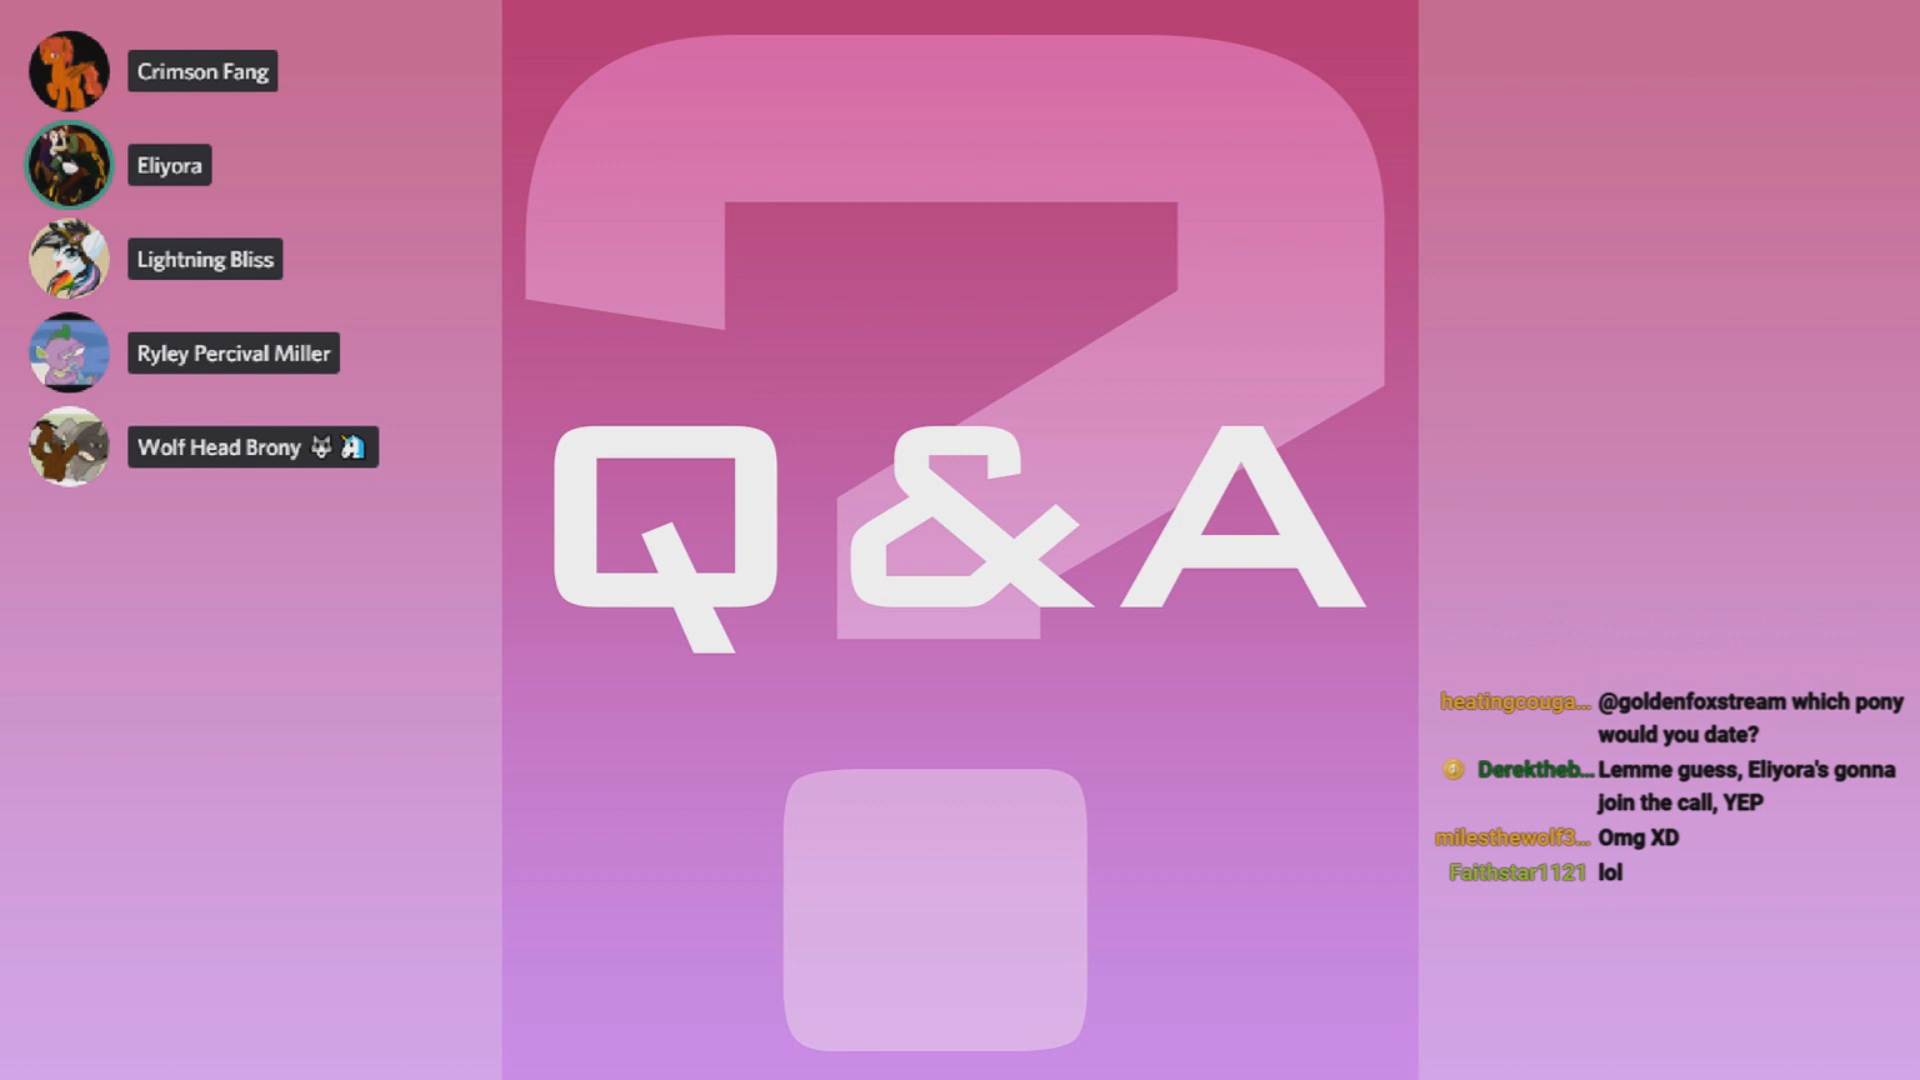 Crimson Fang
Eliyora
Lightning Bliss
Ryley Percival Miller
Wolf Head Brony 🐺 🦄
?
Q & A
heatingcouga... @goldenfoxstream which pony
would you date?
Derektheb... Lemme guess, Eliyora's gonna
join the call, YEP
milesthewolf3... Omg XD
Faithstar1121 lol